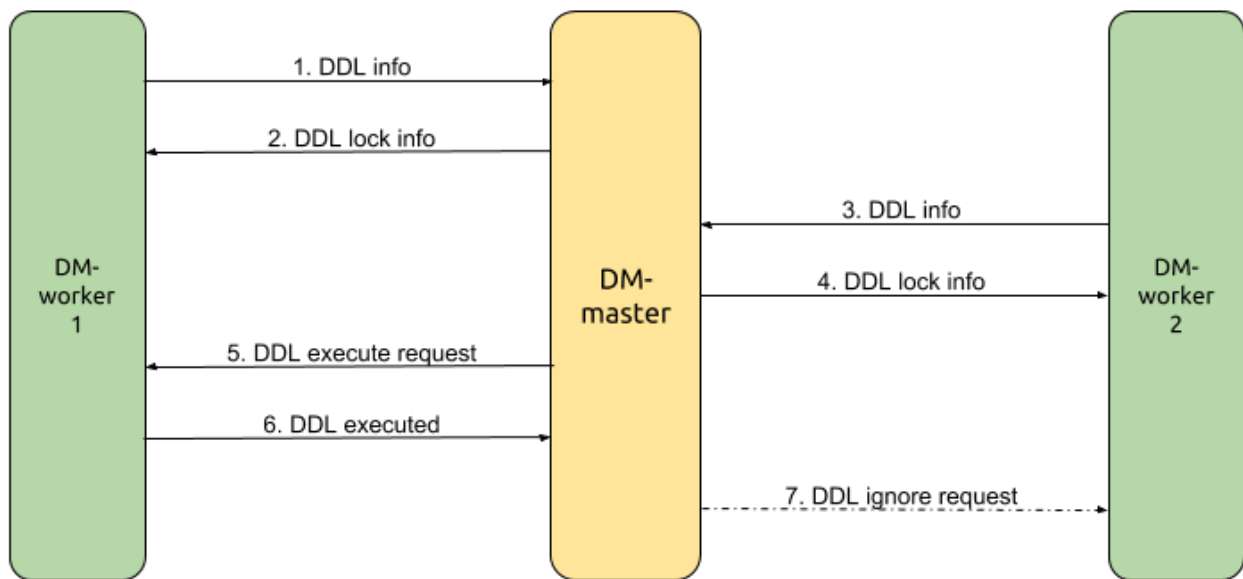 1. DDL info
2. DDL lock info
3. DDL info
DM-
worker
1
DM-
master
DM-
worker
2
4. DDL lock info
5. DDL execute request
6. DDL executed
7. DDL ignore request